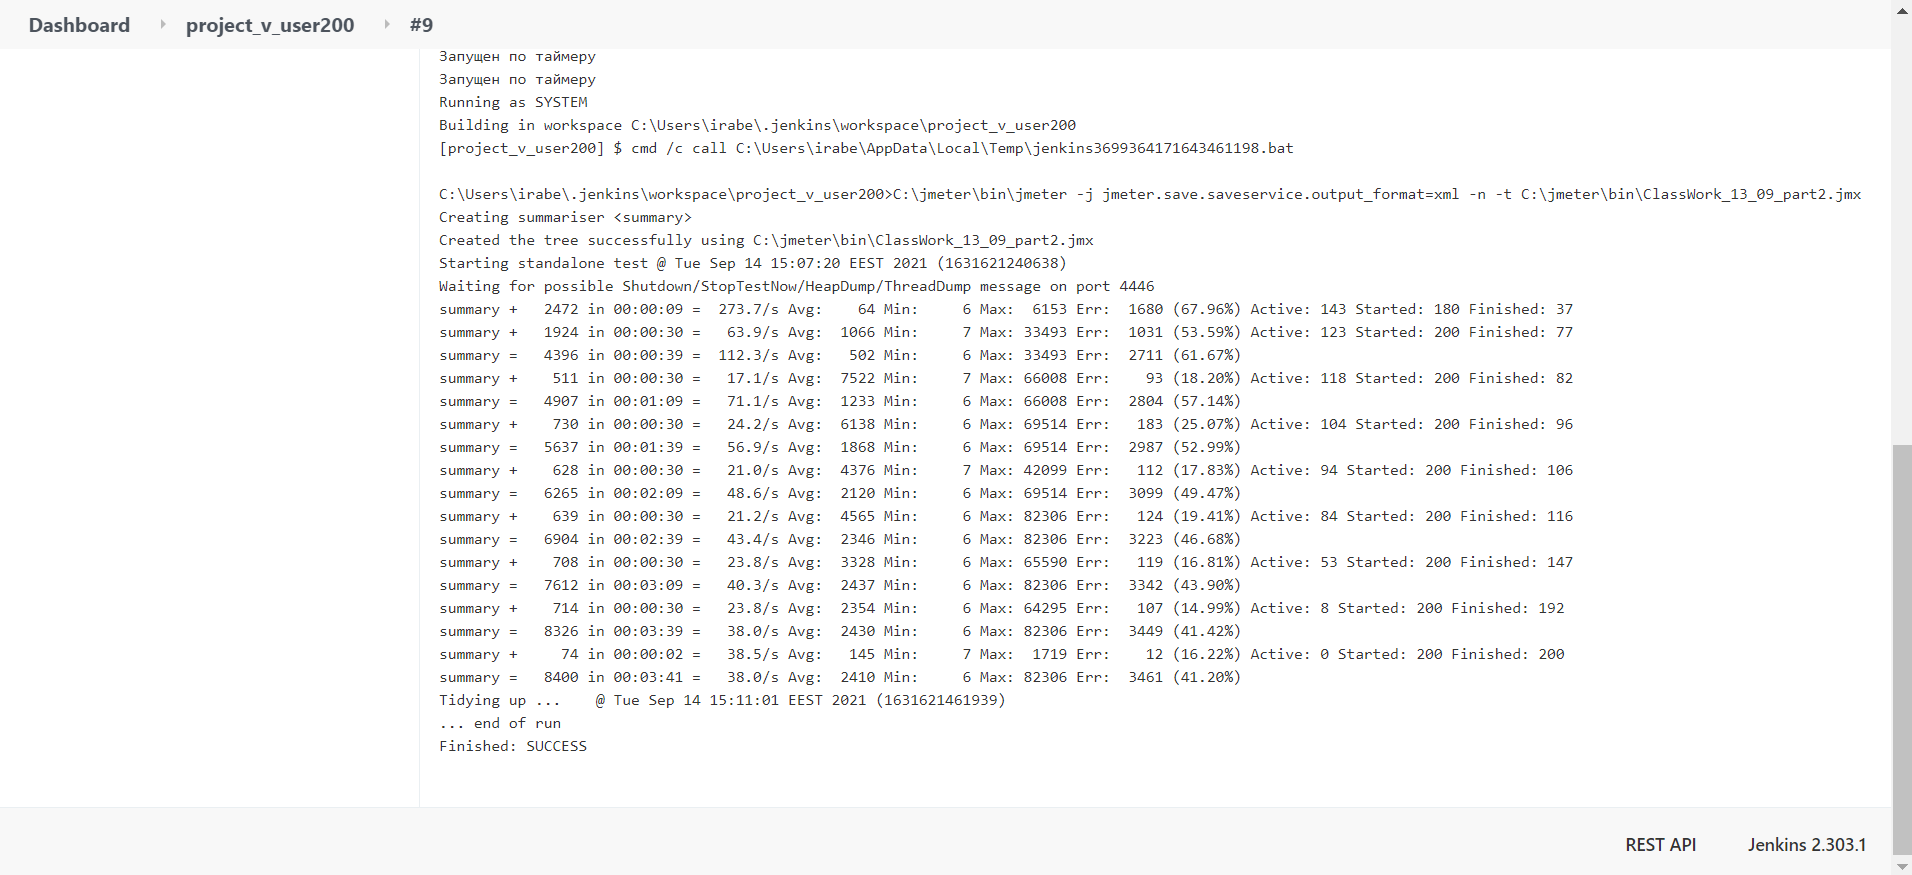 Dashboard project_v_user200 #9
Запущен по таймеру
Запущен по таймеру
Running as SYSTEM
Building in workspace C:\Users\irabe\.jenkins\workspace\project_v_user200
[project_v_user200] $ cmd /c call C:\Users\irabe\AppData\Local\Temp\jenkins3699364171643461198.bat
C:\Users\irabe\.jenkins\workspace\project_v_user200>C:\jmeter\bin\jmeter -j jmeter.save.saveservice.output_format=xml -n -t C:\jmeter\bin\ClassWork_13_09_part2.jmx
Creating summariser <summary>
Created the tree successfully using C:\jmeter\bin\ClassWork_13_09_part2.jmx
Starting standalone test @ Tue Sep 14 15:07:20 EEST 2021 (1631621240638)
Waiting for possible Shutdown/StopTestNow/HeapDump/ThreadDump message on port 4446
summary +   2472 in 00:00:09 =  273.7/s Avg:    64 Min:     6 Max:  6153 Err:  1680 (67.96%) Active: 143 Started: 180 Finished: 37
summary +   1924 in 00:00:30 =   63.9/s Avg:  1066 Min:     7 Max: 33493 Err:  1031 (53.59%) Active: 123 Started: 200 Finished: 77
summary =   4396 in 00:00:39 =  112.3/s Avg:   502 Min:     6 Max: 33493 Err:  2711 (61.67%)
summary +    511 in 00:00:30 =   17.1/s Avg:  7522 Min:     7 Max: 66008 Err:    93 (18.20%) Active: 118 Started: 200 Finished: 82
summary =   4907 in 00:01:09 =   71.1/s Avg:  1233 Min:     6 Max: 66008 Err:  2804 (57.14%)
summary +    730 in 00:00:30 =   24.2/s Avg:  6138 Min:     6 Max: 69514 Err:   183 (25.07%) Active: 104 Started: 200 Finished: 96
summary =   5637 in 00:01:39 =   56.9/s Avg:  1868 Min:     6 Max: 69514 Err:  2987 (52.99%)
summary +    628 in 00:00:30 =   21.0/s Avg:  4376 Min:     7 Max: 42099 Err:   112 (17.83%) Active: 94 Started: 200 Finished: 106
summary =   6265 in 00:02:09 =   48.6/s Avg:  2120 Min:     6 Max: 69514 Err:  3099 (49.47%)
summary +    639 in 00:00:30 =   21.2/s Avg:  4565 Min:     6 Max: 82306 Err:   124 (19.41%) Active: 84 Started: 200 Finished: 116
summary =   6904 in 00:02:39 =   43.4/s Avg:  2346 Min:     6 Max: 82306 Err:  3223 (46.68%)
summary +    708 in 00:00:30 =   23.8/s Avg:  3328 Min:     6 Max: 65590 Err:   119 (16.81%) Active: 53 Started: 200 Finished: 147
summary =   7612 in 00:03:09 =   40.3/s Avg:  2437 Min:     6 Max: 82306 Err:  3342 (43.90%)
summary +    714 in 00:00:30 =   23.8/s Avg:  2354 Min:     6 Max: 64295 Err:   107 (14.99%) Active: 8 Started: 200 Finished: 192
summary =   8326 in 00:03:39 =   38.0/s Avg:  2430 Min:     6 Max: 82306 Err:  3449 (41.42%)
summary +     74 in 00:00:02 =   38.5/s Avg:   145 Min:     7 Max:  1719 Err:    12 (16.22%) Active: 0 Started: 200 Finished: 200
summary =   8400 in 00:03:41 =   38.0/s Avg:  2410 Min:     6 Max: 82306 Err:  3461 (41.20%)
Tidying up ...    @ Tue Sep 14 15:11:01 EEST 2021 (1631621461939)
... end of run
Finished: SUCCESS
REST API Jenkins 2.303.1